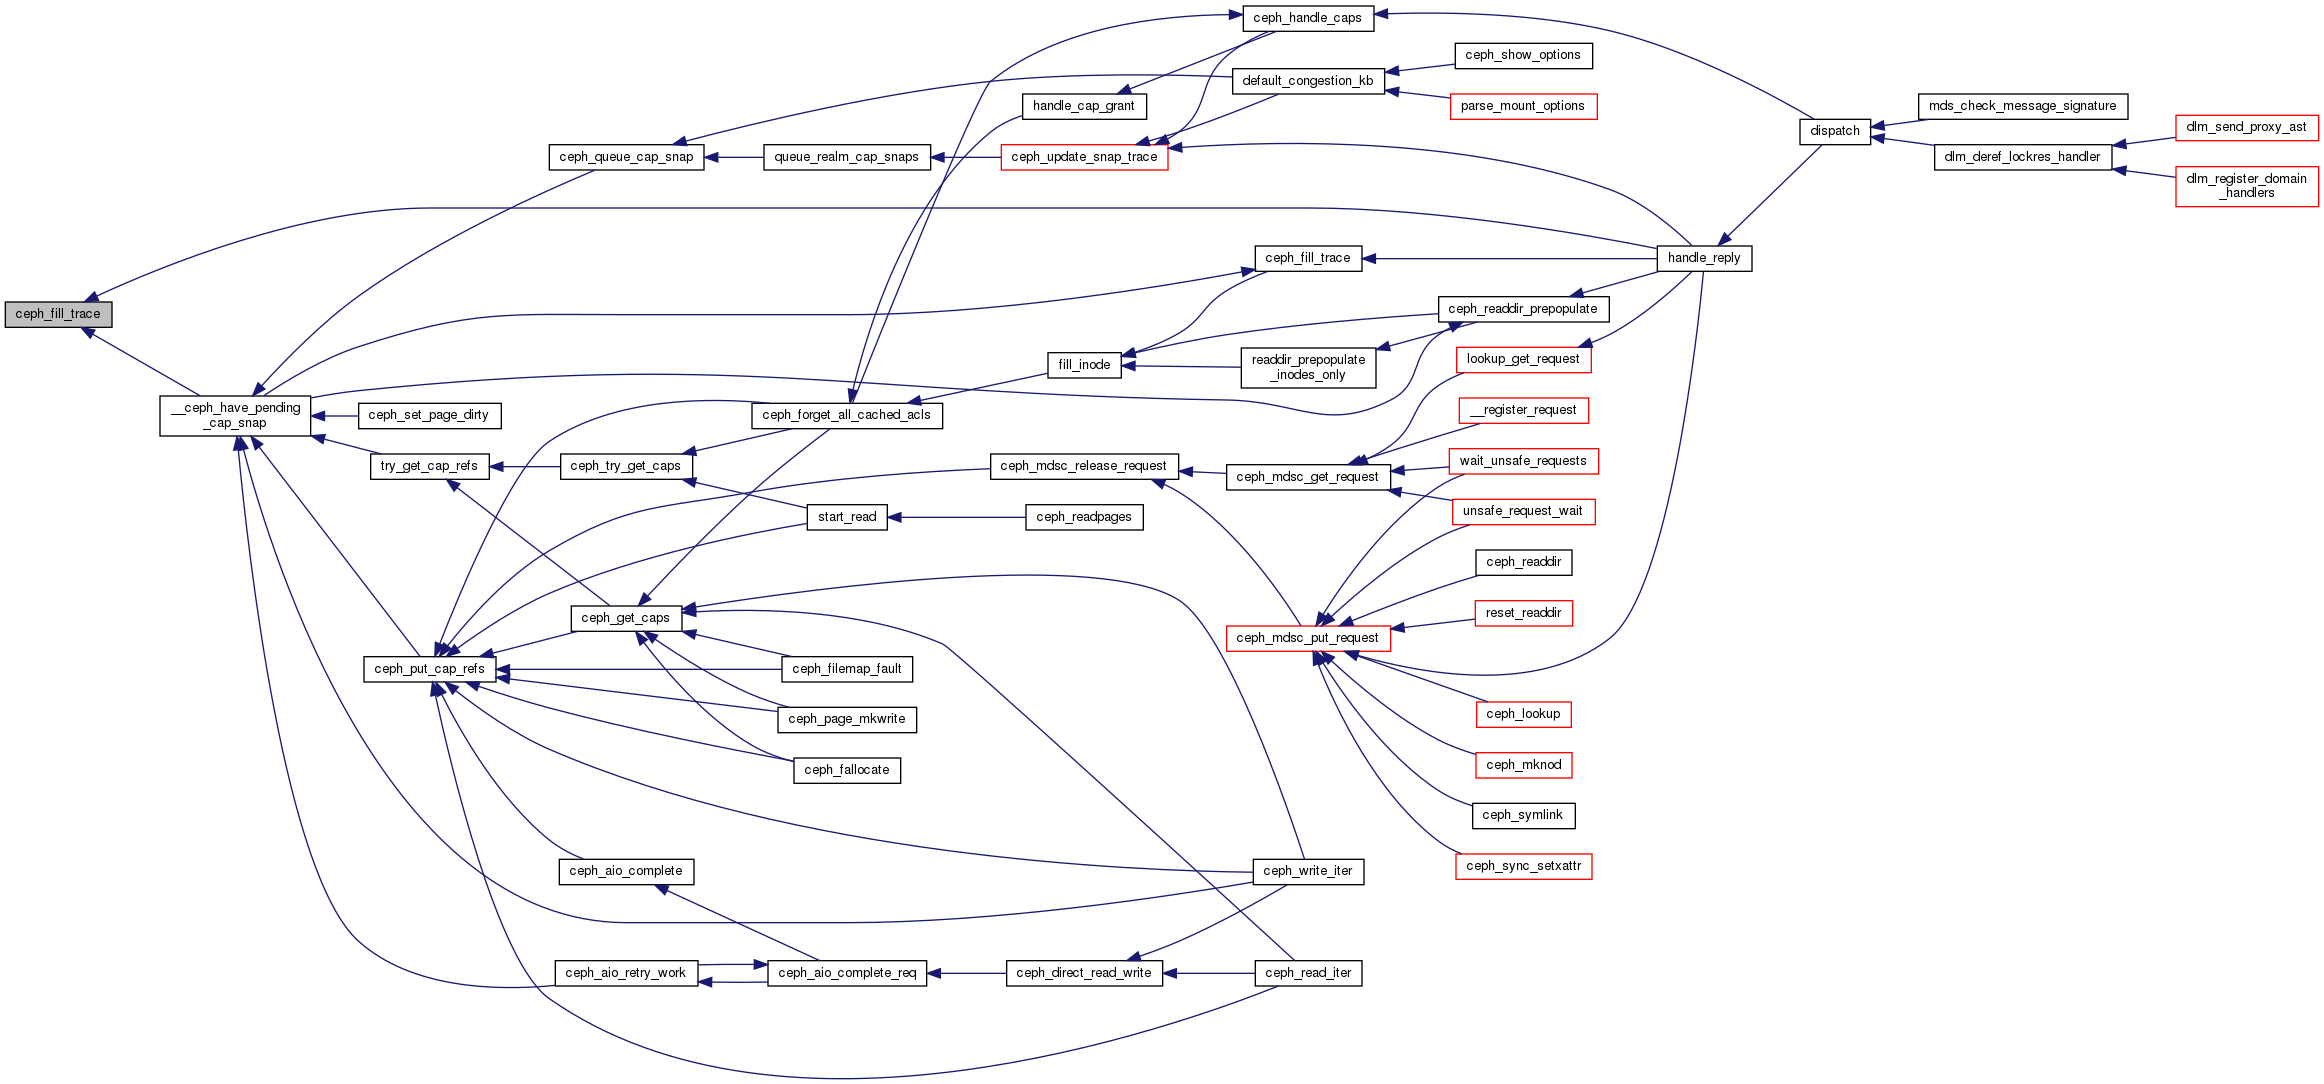 ceph_handle_caps
ceph_show_options
default_congestion_kb
handle_cap_grant
parse_mount_options
mds_check_message_signature
dispatch
dlm_send_proxy_ast
ceph_queue_cap_snap
queue_realm_cap_snaps
ceph_update_snap_trace
dlm_deref_lockres_handler
dlm_register_domain
_handlers
ceph_fill_trace
handle_reply
ceph_fill_trace
ceph_readdir_prepopulate
fill_inode
readdir_prepopulate
_inodes_only
lookup_get_request
__ceph_have_pending
_cap_snap
ceph_set_page_dirty
ceph_forget_all_cached_acls
__register_request
try_get_cap_refs
ceph_try_get_caps
ceph_mdsc_release_request
ceph_mdsc_get_request
wait_unsafe_requests
start_read
ceph_readpages
unsafe_request_wait
ceph_readdir
ceph_get_caps
reset_readdir
ceph_mdsc_put_request
ceph_put_cap_refs
ceph_filemap_fault
ceph_page_mkwrite
ceph_lookup
ceph_fallocate
ceph_mknod
ceph_symlink
ceph_aio_complete
ceph_write_iter
ceph_sync_setxattr
ceph_aio_retry_work
ceph_aio_complete_req
ceph_direct_read_write
ceph_read_iter